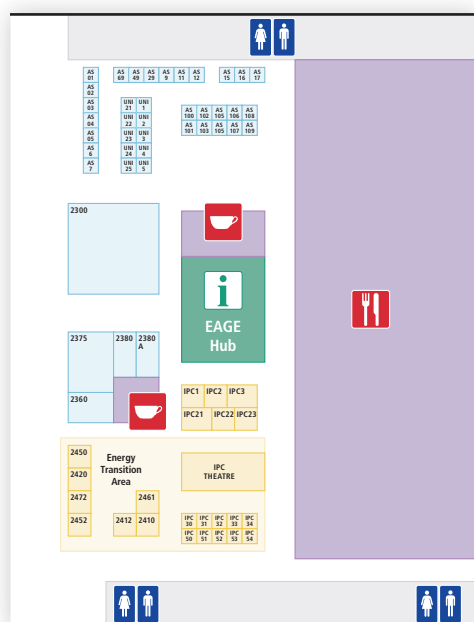 AS 01
AS 02
AS 03
AS 04
AS 05
AS 6
AS 7
AS 69
AS 49
AS 29
AS 9
AS 11
AS 12
AS 15
AS 16
AS 17
UNI 21
UNI 1
UNI 22
UNI 2
UNI 23
UNI 3
UNI 24
UNI 4
UNI 25
UNI 5
AS 100
AS 102
AS 105
AS 106
AS 108
AS 101
AS 103
AS 105
AS 107
AS 109
2300
i
EAGE
Hub
2375
2380
2380 A
2360
IPC1
IPC2
IPC3
IPC21
IPC22
IPC23
2450
Energy
Transition
Area
2420
2472
2461
2452
2412
2410
IPC
THEATRE
IPC 30
IPC 31
IPC 32
IPC 33
IPC 34
IPC 50
IPC 51
IPC 52
IPC 53
IPC 54